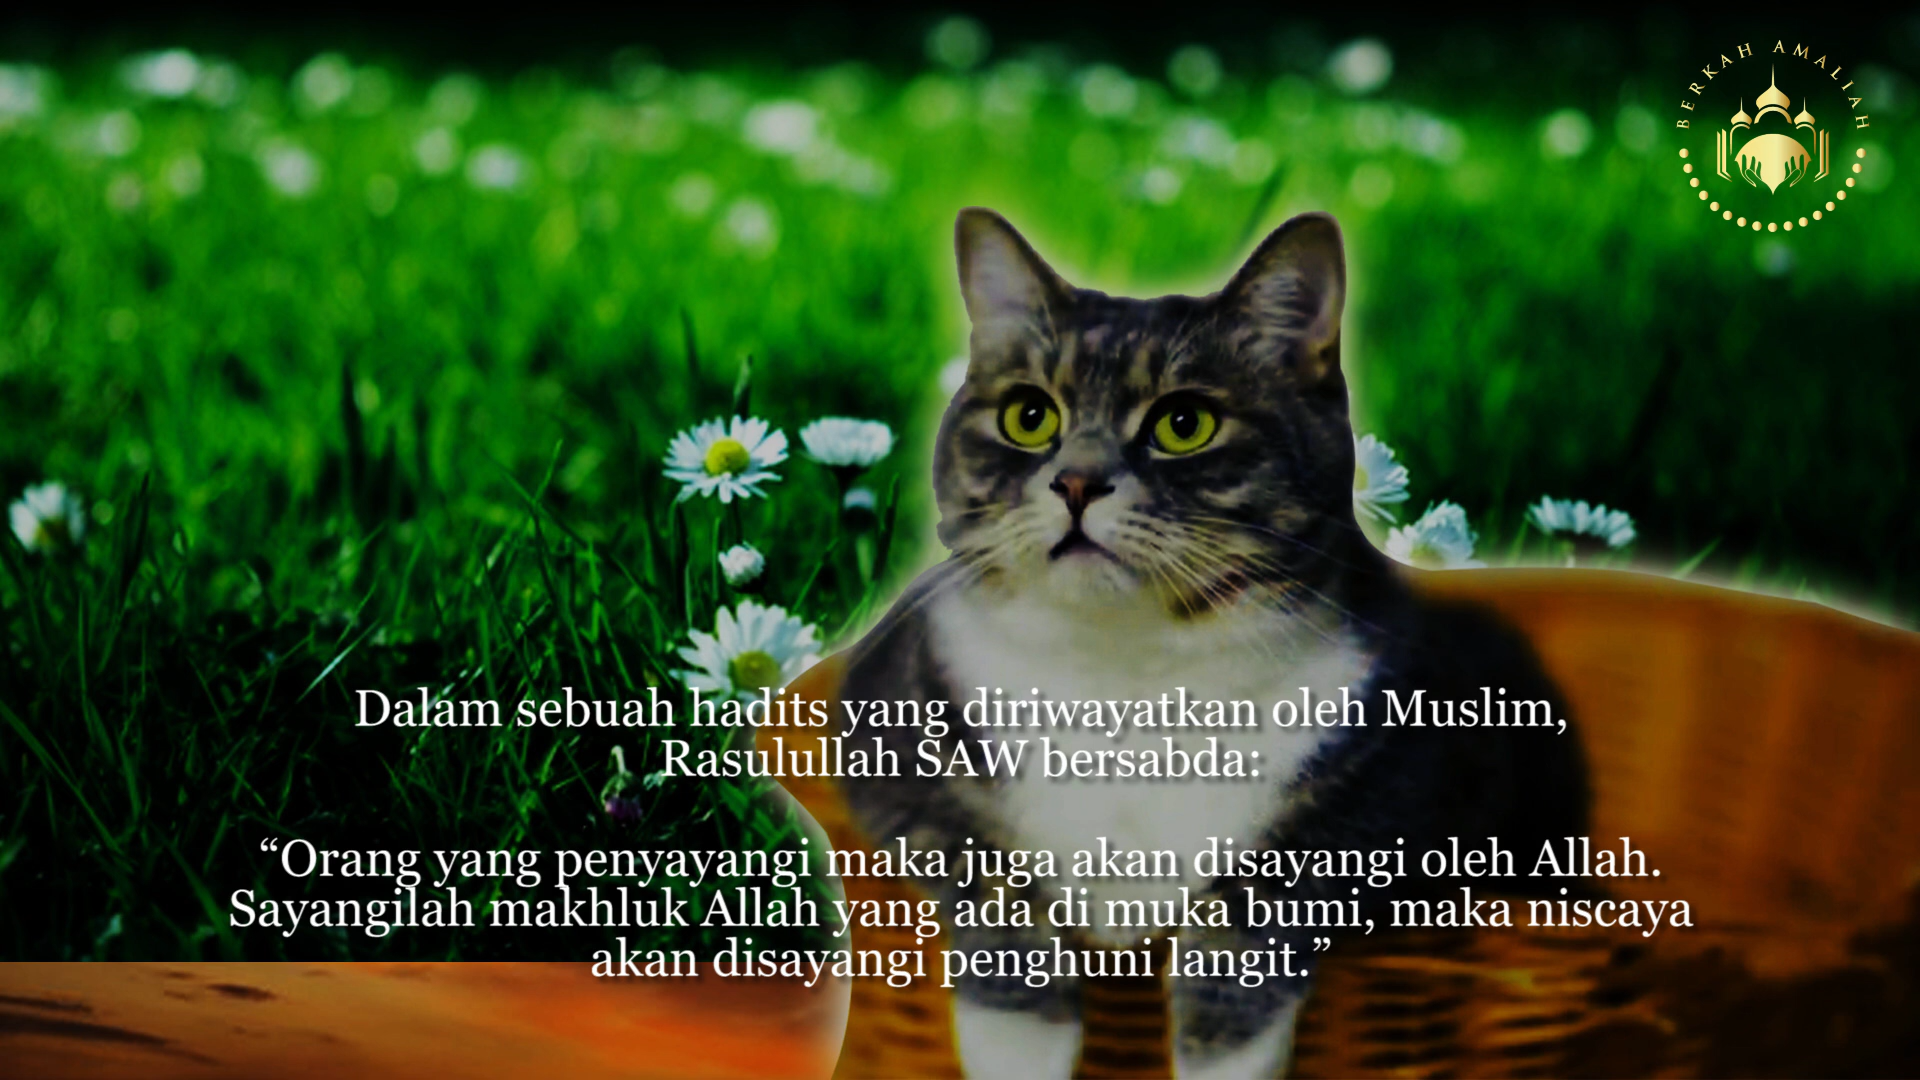 BERKAH AMALIAH
Dalam sebuah hadits yang diriwayatkan oleh Muslim,
Rasulullah SAW bersabda:
“Orang yang penyayangi maka juga akan disayangi oleh Allah.
Sayangilah makhluk Allah yang ada di muka bumi, maka niscaya
akan disayangi penghuni langit.”